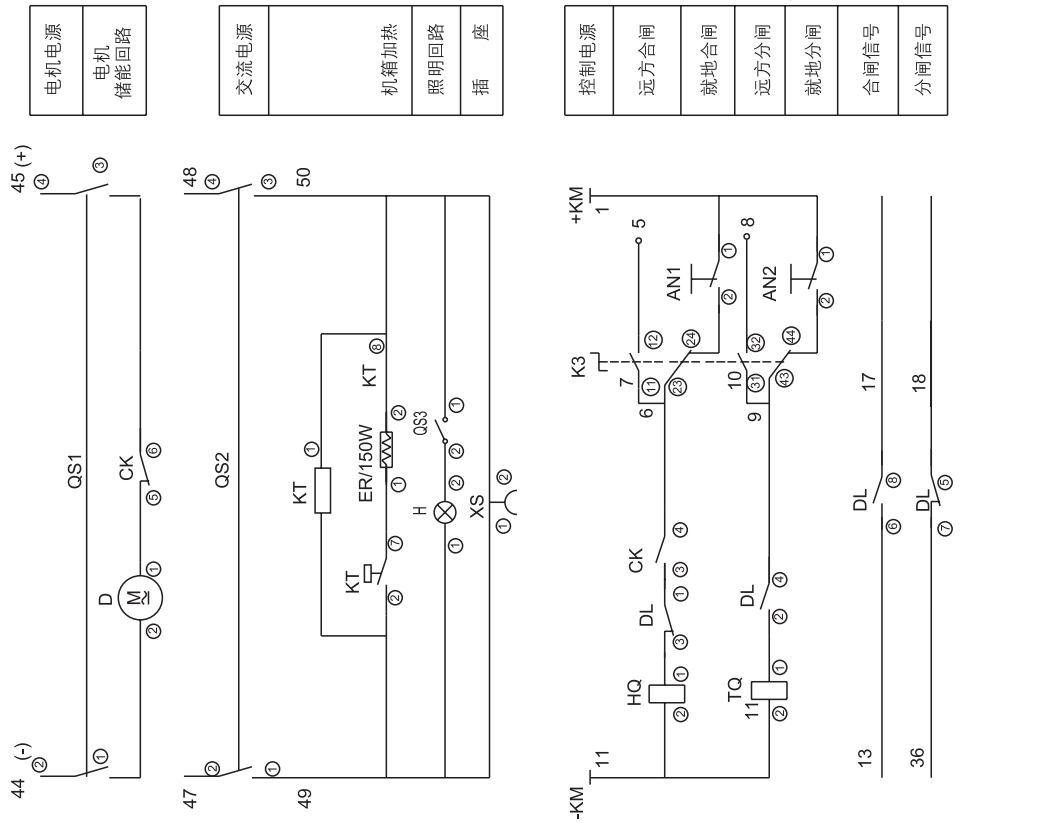 电机电源
电机
储能回路
交流电源
机箱加热
照明回路
插 座
控制电源
远方合闸
就地合闸
远方分闸
就地分闸
合闸信号
分闸信号
45 (+)
4
3
QS1
CK
6
5
D
M
1
2
44
(-)
2
1
48
4
3
50
QS2
KT
1
KT
8
ER/150W
2
1
KT
7
2
QS3
1
2
H
2
1
XS
2
1
47
2
1
49
+KM
1
5
8
AN1
1
2
AN2
1
2
K3
7
12
11
24
23
6
10
32
31
44
43
9
CK
4
3
DL
1
3
HQ
1
2
DL
4
2
TQ
1
11
2
11
-KM
17
DL
8
6
13
18
DL
5
7
36